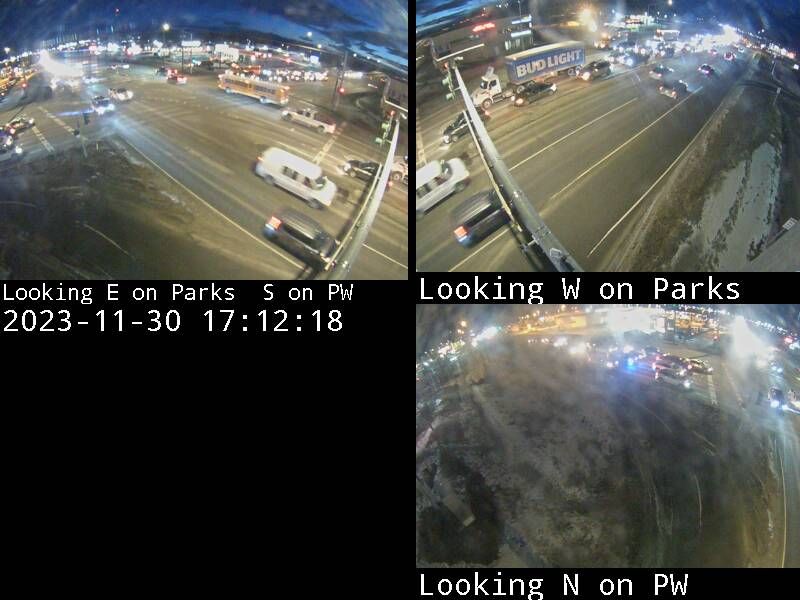 BUD LIGHT
Looking E on Parks  S on PW
2023-11-30 17:12:18
Looking W on Parks
Looking N on PW